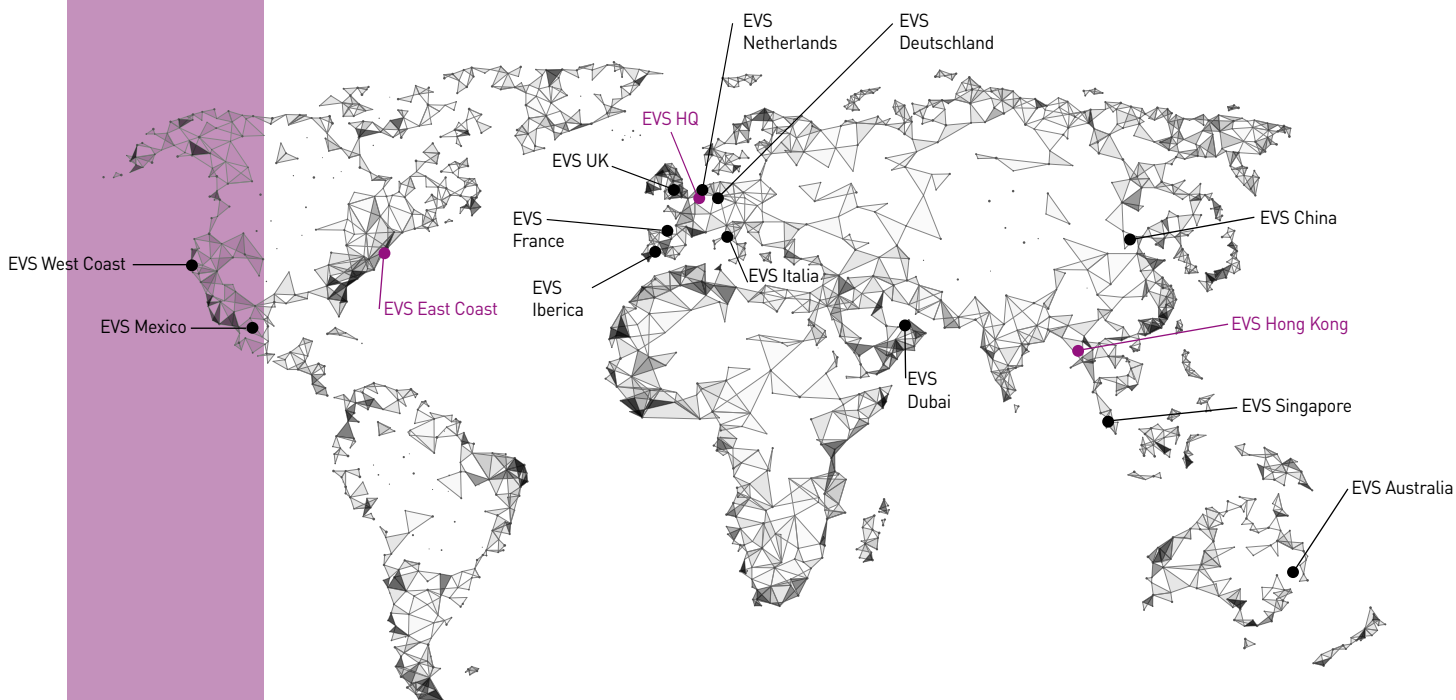 EVS
Netherlands
EVS
Deutschland
EVS HQ
EVS UK
EVS
France
EVS China
EVS West Coast
EVS Italia
EVS
Iberica
EVS East Coast
EVS Mexico
EVS Hong Kong
EVS
Dubai
EVS Singapore
EVS Australia